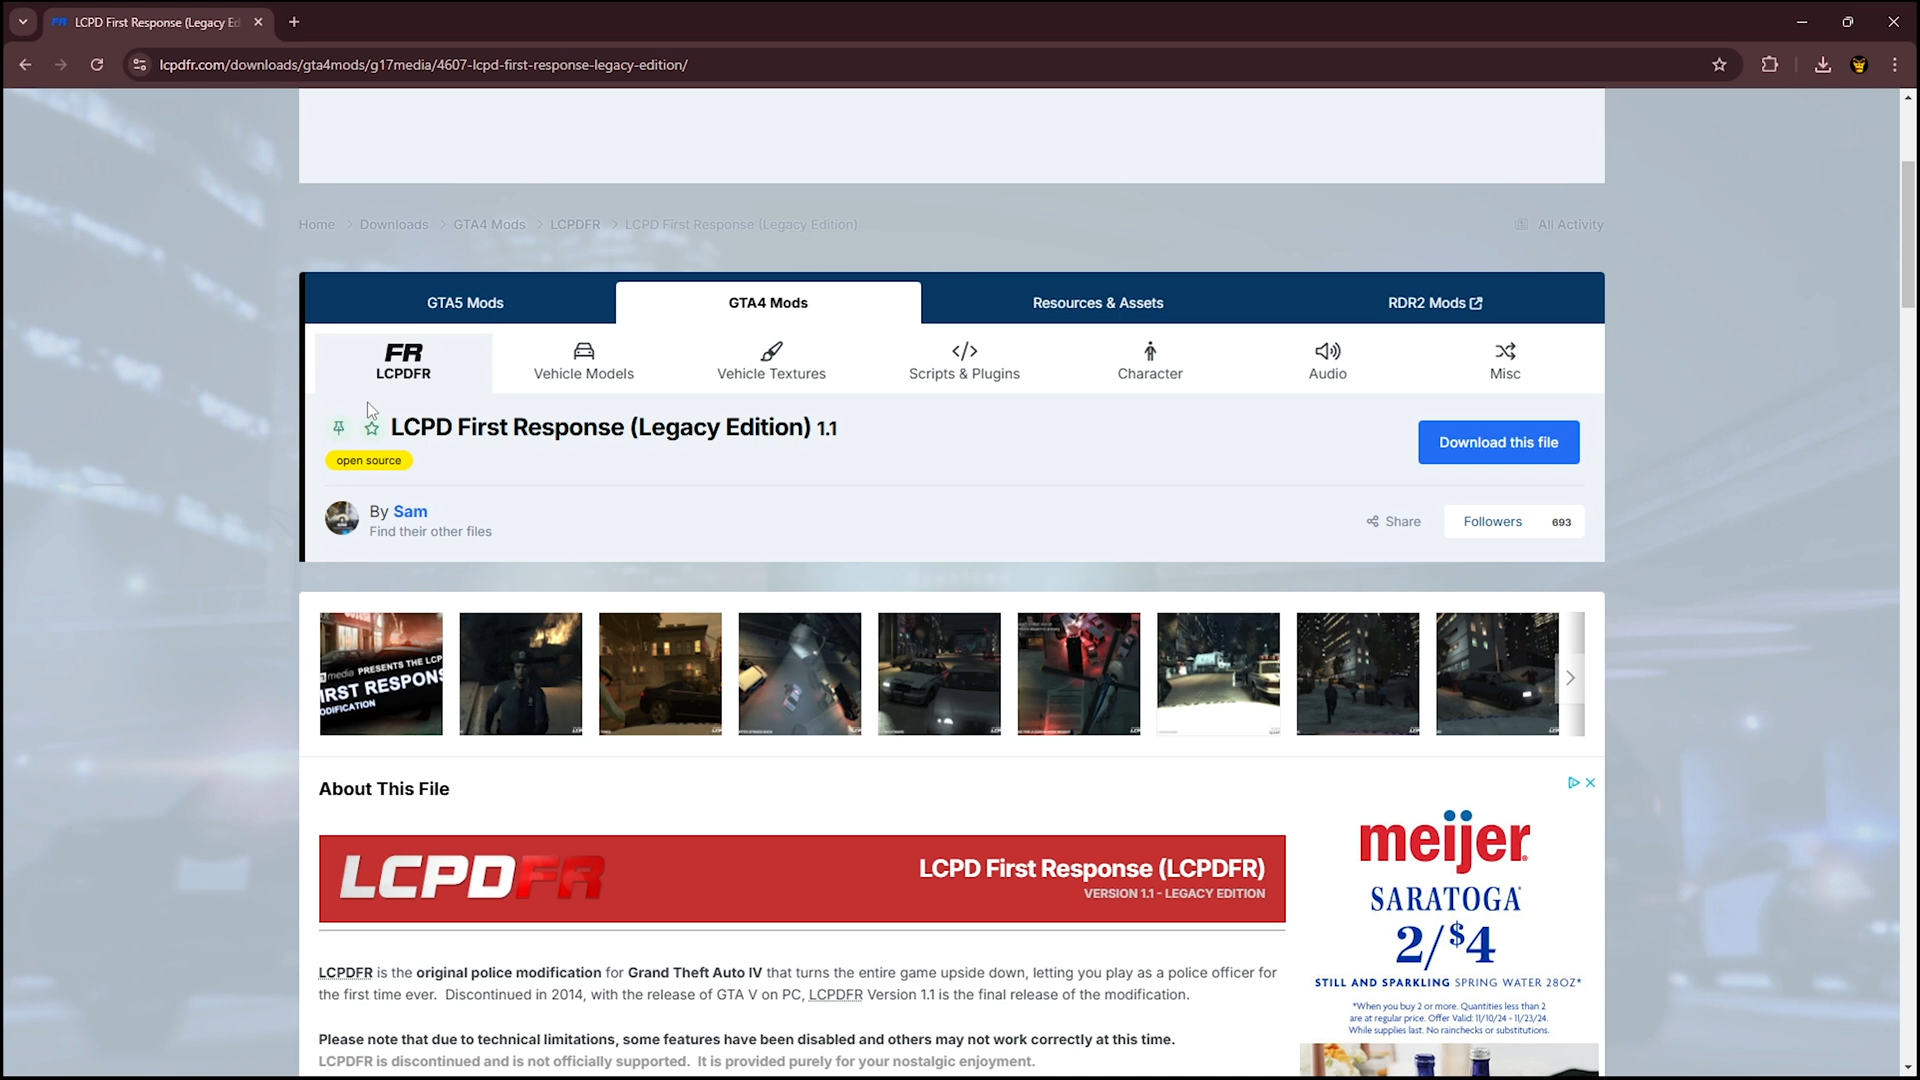 LCPD First Response (Legacy Ed
lcpdfr.com/downloads/gta4mods/g17media/4607-lcpd-first-response-legacy-edition/
Home > Downloads > GTA4 Mods > LCPDFR > LCPD First Response (Legacy Edition)
All Activity
GTA5 Mods
GTA4 Mods
Resources & Assets
RDR2 Mods
FR
LCPDFR
Vehicle Models
Vehicle Textures
Scripts & Plugins
Character
Audio
Misc
LCPD First Response (Legacy Edition) 1.1
open source
Download this file
By Sam
Find their other files
Share
Followers 693
media PRESENTS THE LCP
IRST RESPONS
ODIFICATION
About This File
LCPDFR
LCPD First Response (LCPDFR)
VERSION 1.1 - LEGACY EDITION
LCPDFR is the original police modification for Grand Theft Auto IV that turns the entire game upside down, letting you play as a police officer for
the first time ever. Discontinued in 2014, with the release of GTA V on PC, LCPDFR Version 1.1 is the final release of the modification.
Please note that due to technical limitations, some features have been disabled and others may not work correctly at this time.
LCPDFR is discontinued and is not officially supported. It is provided purely for your nostalgic enjoyment.
meijer
SARATOGA
2/$4
STILL AND SPARKLING SPRING WATER 28OZ*
*When you buy 2 or more. Quantities less than 2
are at regular price. Offer Valid: 11/10/24 - 11/23/24.
While supplies last. No rainchecks or substitutions.